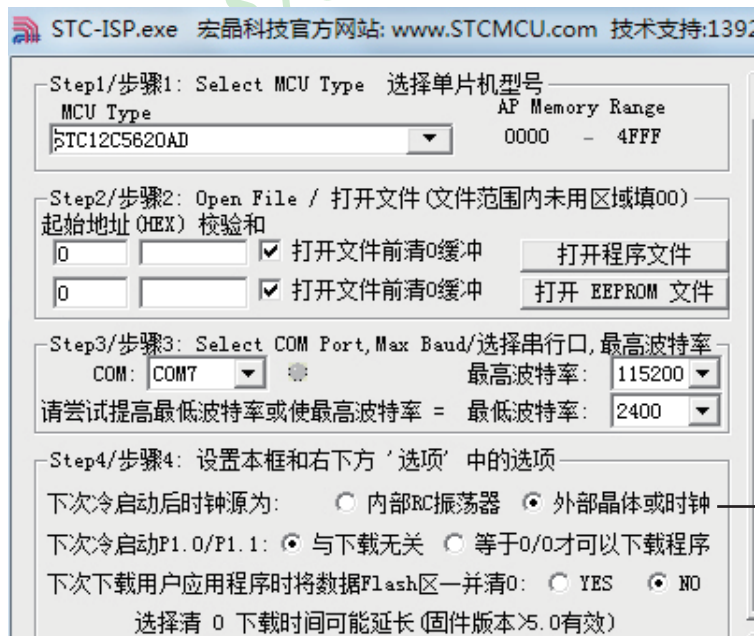 STC-ISP.exe 宏晶科技官方网站: www.STCMCU.com 技术支持:1392
Step1/步骤1: Select MCU Type 选择单片机型号
MCU Type AP Memory Range
STC12C5620AD 0000 - 4FFF
Step2/步骤2: Open File / 打开文件(文件范围内未用区域填00)
起始地址(HEX) 校验和
0 打开文件前清0缓冲 打开程序文件
0 打开文件前清0缓冲 打开 EEPROM 文件
Step3/步骤3: Select COM Port,Max Baud/选择串行口,最高波特率
COM: COM7 最高波特率: 115200
请尝试提高最低波特率或使最高波特率 = 最低波特率: 2400
Step4/步骤4: 设置本框和右下方 '选项' 中的选项
下次冷启动后时钟源为: 内部RC振荡器 外部晶体或时钟
下次冷启动P1.0/P1.1: 与下载无关 等于0/0才可以下载程序
下次下载用户应用程序时将数据Flash区一并清0: YES NO
选择清 0 下载时间可能延长(固件版本>5.0有效)